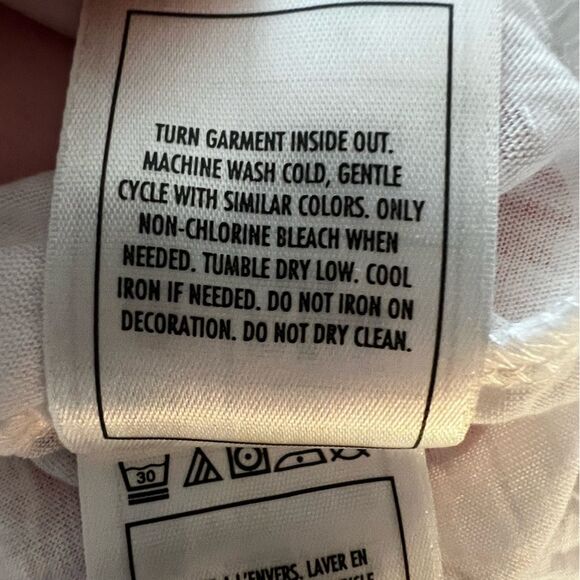 TURN GARMENT INSIDE OUT.
MACHINE WASH COLD, GENTLE
CYCLE WITH SIMILAR COLORS. ONLY
NON-CHLORINE BLEACH WHEN
NEEDED. TUMBLE DRY LOW. COOL
IRON IF NEEDED. DO NOT IRON ON
DECORATION. DO NOT DRY CLEAN.
30
L'ENVERS. LAVER EN